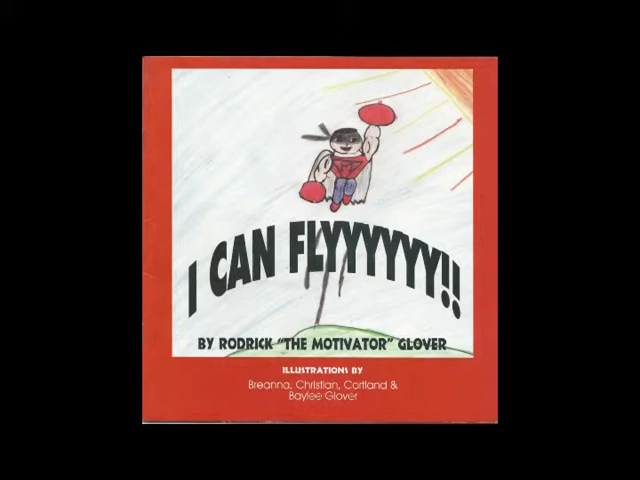 I CAN FLYYYYYY!!
BY RODRICK "THE MOTIVATOR" GLOVER
ILLUSTRATIONS BY
Breanna, Christian, Cortland &
Baylee Glover